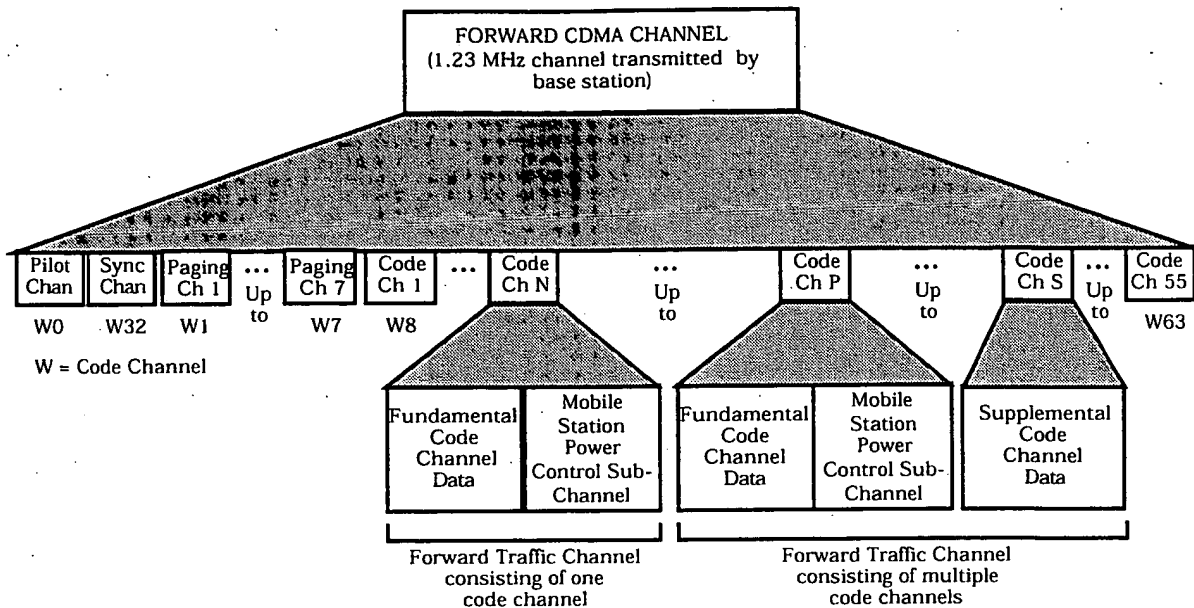 FORWARD CDMA CHANNEL
(1.23 MHz channel transmitted by
base station)
Pilot
Chan
Sync
Chan
Paging
Ch 1
...
Up
to
Paging
Ch 7
Code
Ch 1
...
Code
Ch N
...
Up
to
Code
Ch P
...
Up
to
Code
Ch S
...
Up
to
Code
Ch 55
W0
W32
W1
W7
W8
W63
W = Code Channel
Fundamental
Code
Channel
Data
Mobile
Station
Power
Control Sub-
Channel
Fundamental
Code
Channel
Data
Mobile
Station
Power
Control Sub-
Channel
Supplemental
Code
Channel
Data
Forward Traffic Channel
consisting of one
code channel
Forward Traffic Channel
consisting of multiple
code channels